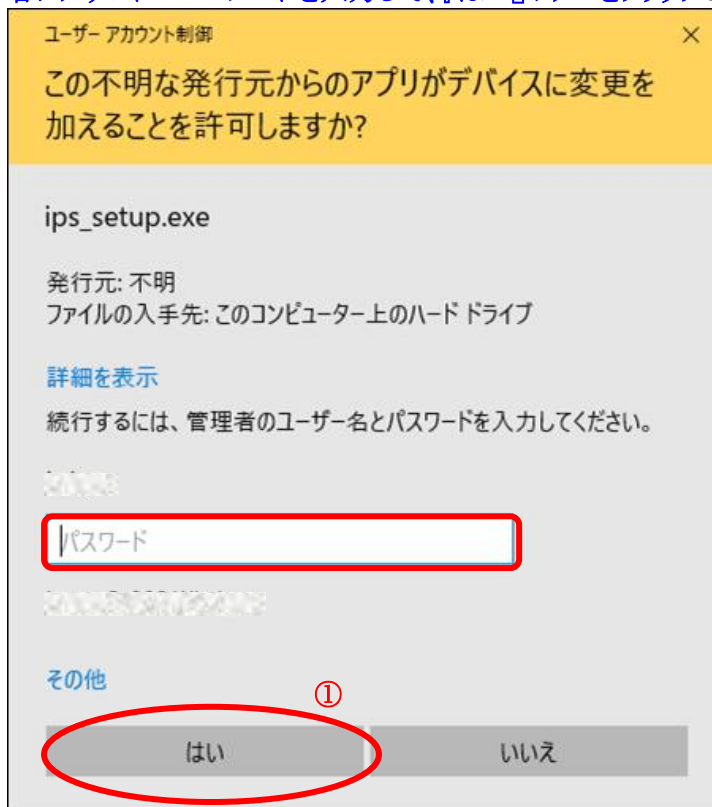 ユーザー アカウント制御
この不明な発行元からのアプリがデバイスに変更を
加えることを許可しますか?
ips_setup.exe
発行元: 不明
ファイルの入手先: このコンピューター上のハード ドライブ
詳細を表示
続行するには、管理者のユーザー名とパスワードを入力してください。
パスワード
その他
①
はい
いいえ